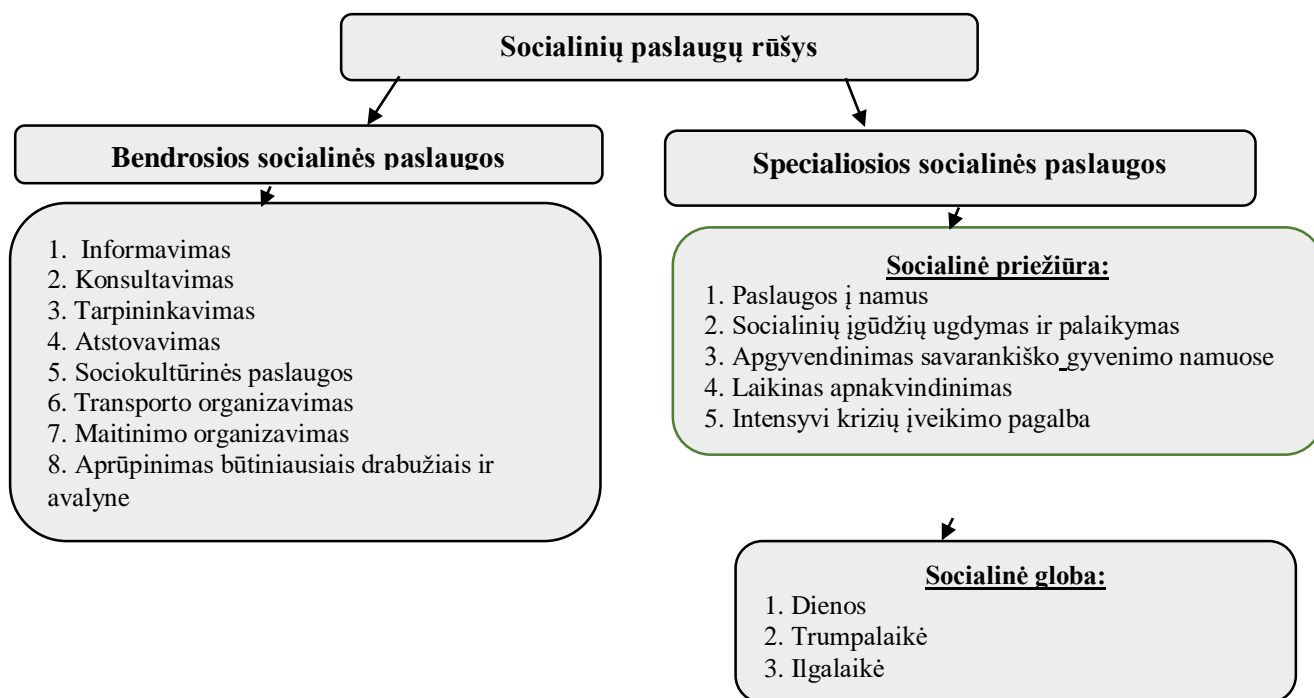 Socialinių paslaugų rūšys
Bendrosios socialinės paslaugos
1. Informavimas
2. Konsultavimas
3. Tarpininkavimas
4. Atstovavimas
5. Sociokultūrinės paslaugos
6. Transporto organizavimas
7. Maitinimo organizavimas
8. Aprūpinimas būtiniausiais drabužiais ir
avalyne
Specialiosios socialinės paslaugos
Socialinė priežiūra:
1. Paslaugos į namus
2. Socialinių įgūdžių ugdymas ir palaikymas
3. Apgyvendinimas savarankiško gyvenimo namuose
4. Laikinas apnakvindinimas
5. Intensyvi krizių įveikimo pagalba
Socialinė globa:
1. Dienos
2. Trumpalaikė
3. Ilgalaikė